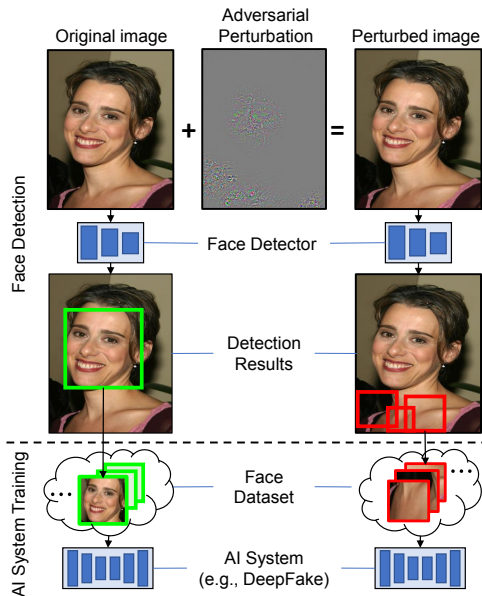 Adversarial
Original image
Perturbation
Perturbed image
+
=
Face Detection
Face Detector
Detection
Results
AI System Training
...
Face
Dataset
...
AI System
(e.g., DeepFake)